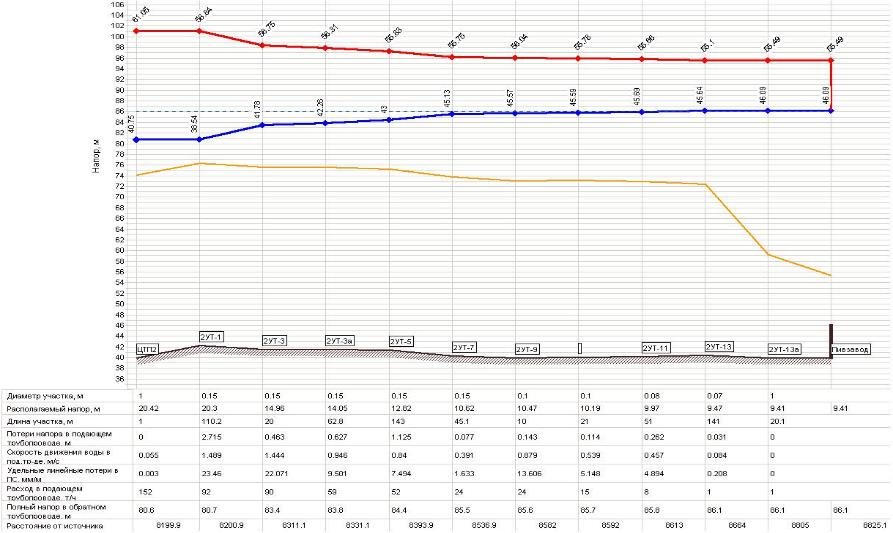 106
104
102
100
98
96
94
92
90
88
86
84
82
80
78
76
74
72
70
68
66
64
62
60
58
56
54
52
50
48
46
44
42
40
38
36
Напор, м
61.05 56.64 56.75 56.31 55.83 55.75 56.04 55.78 55.66 55.1 55.49 55.49
40.75 38.54 41.78 42.26 43 45.13 45.57 45.59 45.69 45.64 46.09 46.09
ЦТП2 2УТ-1 2УТ-3 2УТ-3а 2УТ-5 2УТ-7 2УТ-9 2УТ-11 2УТ-13 2УТ-13а Пивзавод
Диаметр участка, м 1 0.15 0.15 0.15 0.15 0.15 0.1 0.1 0.08 0.07 1
Располагаемый напор, м 20.42 20.3 14.96 14.05 12.82 10.62 10.47 10.19 9.97 9.47 9.41 9.41
Длина участка, м 1 110.2 20 62.8 143 45.1 10 21 51 141 20.1
Потери напора в подающем
трубопроводе, м 0 2.715 0.463 0.627 1.125 0.077 0.143 0.114 0.262 0.031 0
Скорость движения воды в
под.тр-де, м/с 0.055 1.489 1.444 0.946 0.84 0.391 0.879 0.539 0.457 0.084 0
Удельные линейные потери в
ПС, мм/м 0.003 23.46 22.071 9.501 7.494 1.633 13.606 5.148 4.894 0.208 0
Расход в подающем
трубопроводе, т/ч 152 92 90 59 52 24 24 15 8 1 1
Полный напор в обратном
трубопроводе, м 80.6 80.7 83.4 83.8 84.4 85.5 85.6 85.7 85.8 86.1 86.1 86.1
Расстояние от источника 8199.9 8200.9 8311.1 8331.1 8393.9 8536.9 8582 8592 8613 8664 8805 8825.1